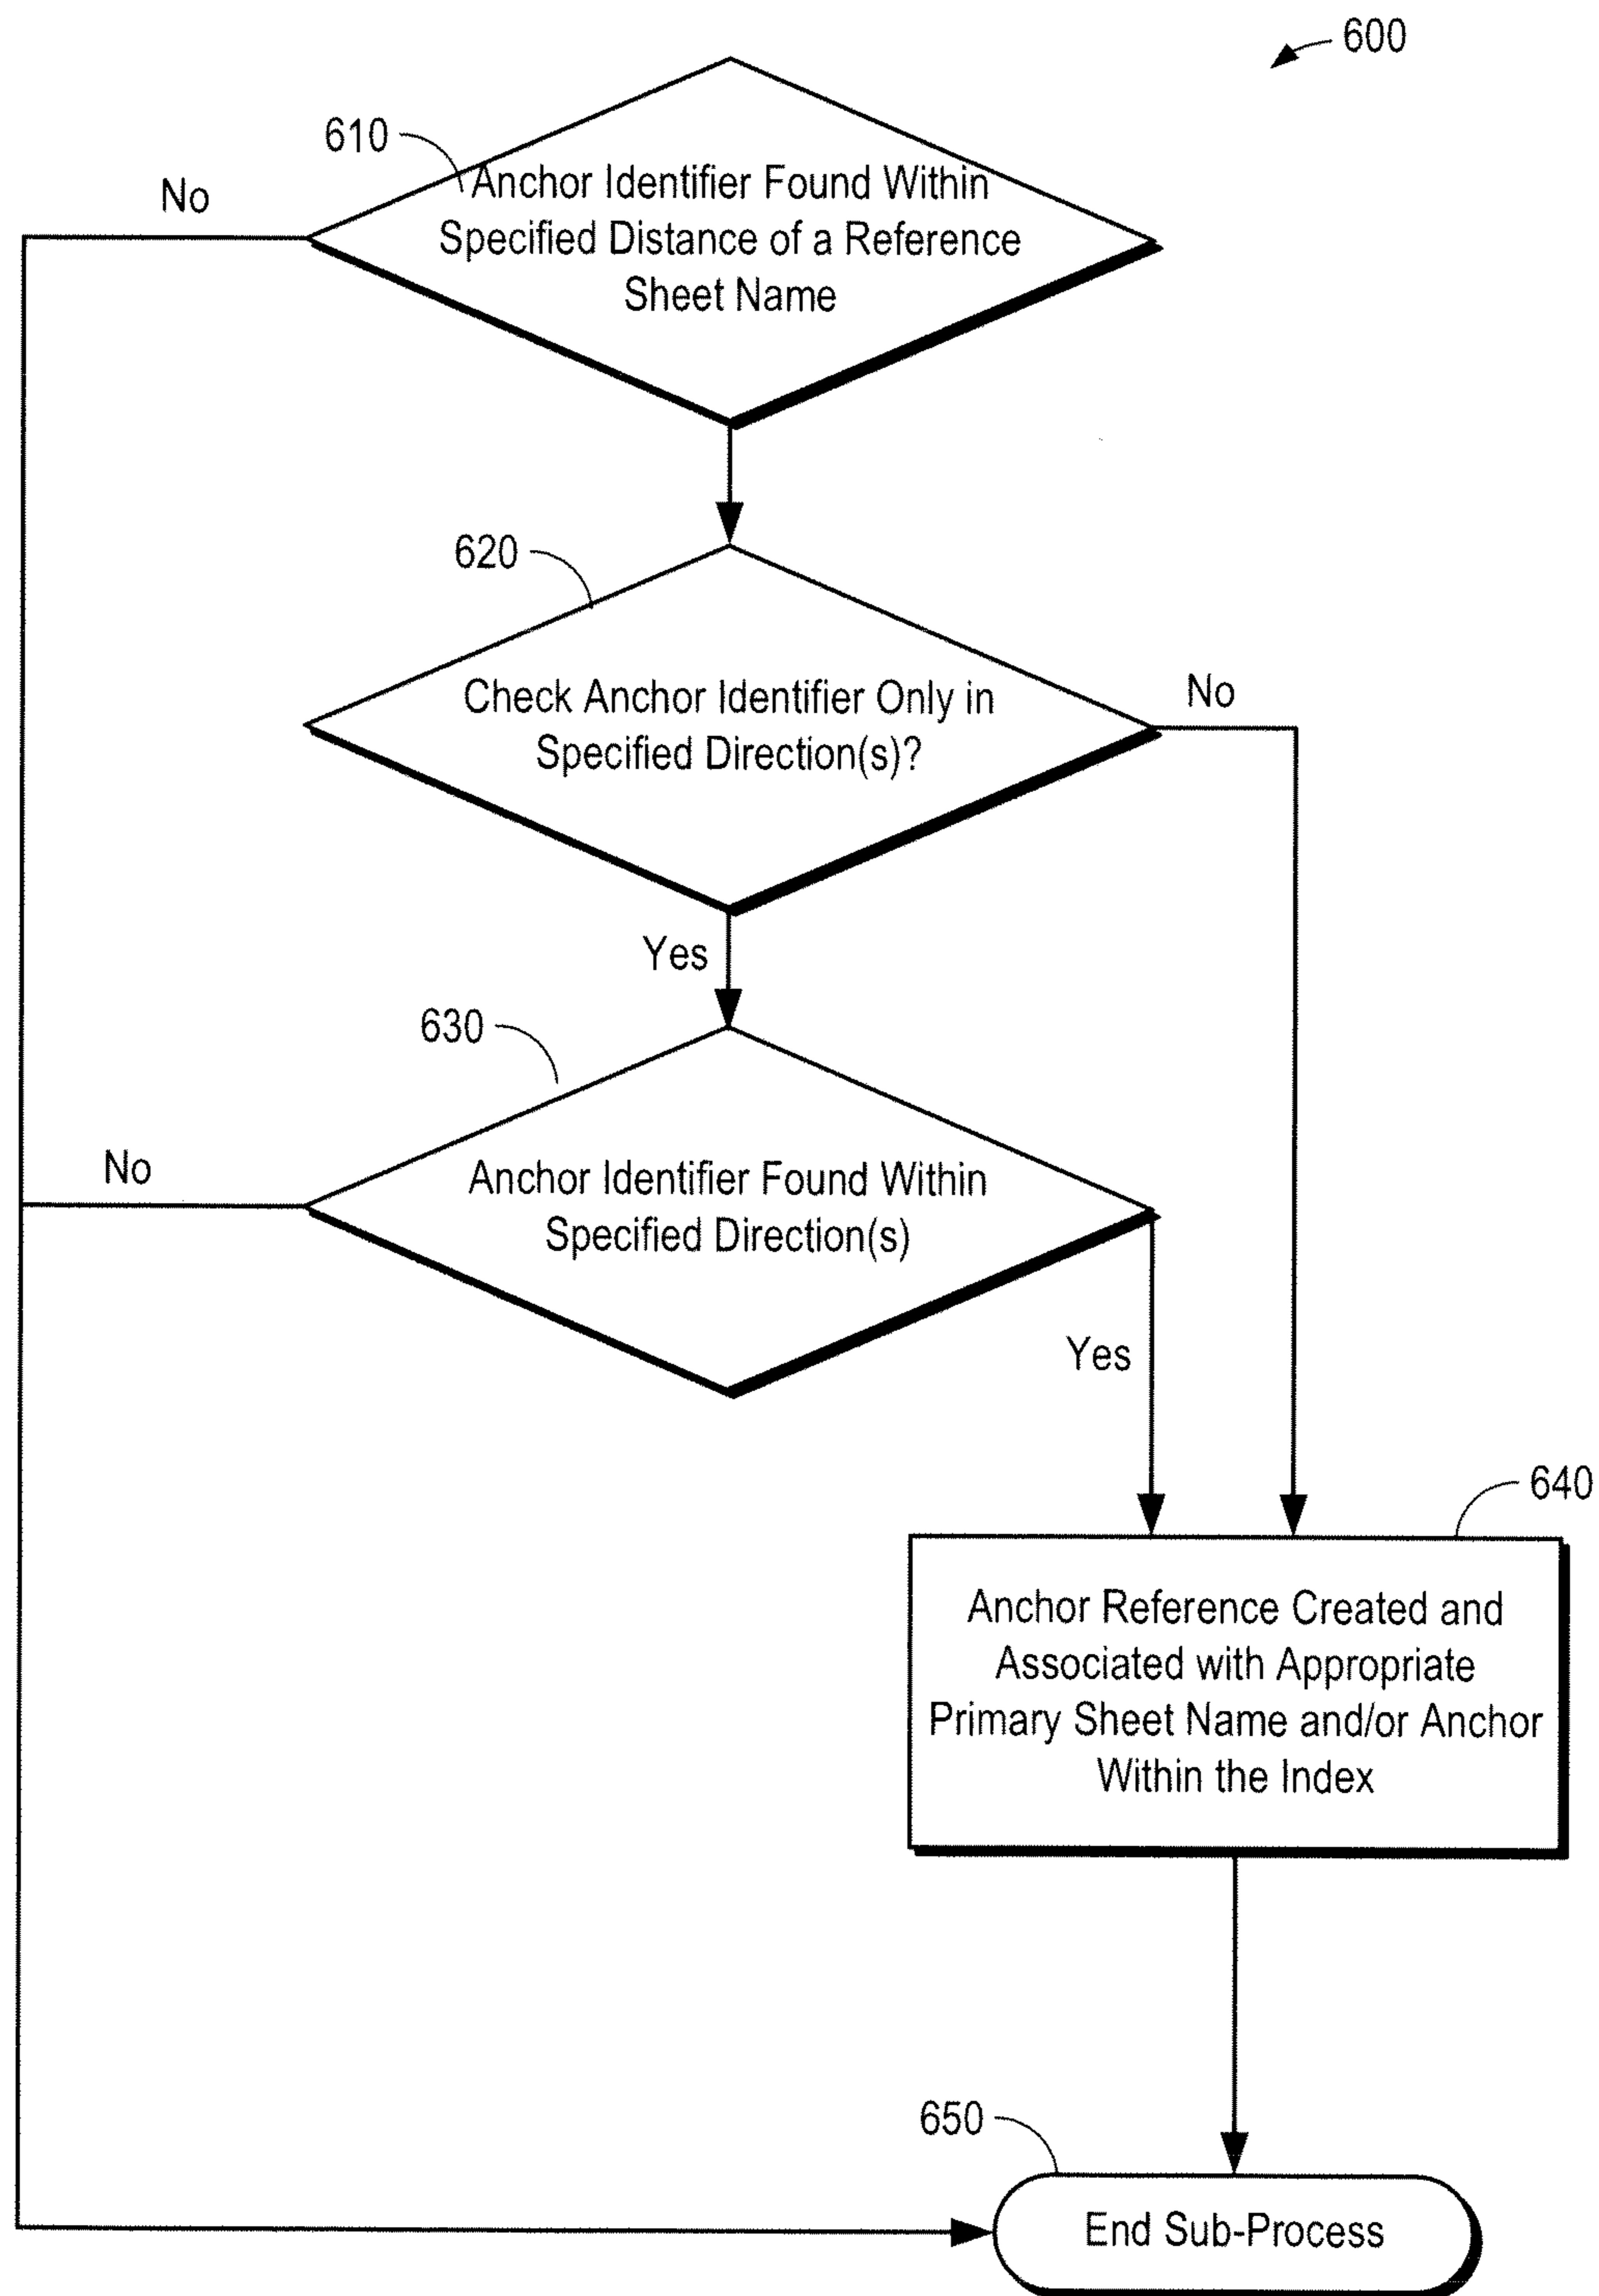 600
610
No
Anchor Identifier Found Within
Specified Distance of a Reference
Sheet Name
620
Check Anchor Identifier Only in
Specified Direction(s)?
No
Yes
630
No
Anchor Identifier Found Within
Specified Direction(s)
Yes
640
Anchor Reference Created and
Associated with Appropriate
Primary Sheet Name and/or Anchor
Within the Index
650
End Sub-Process